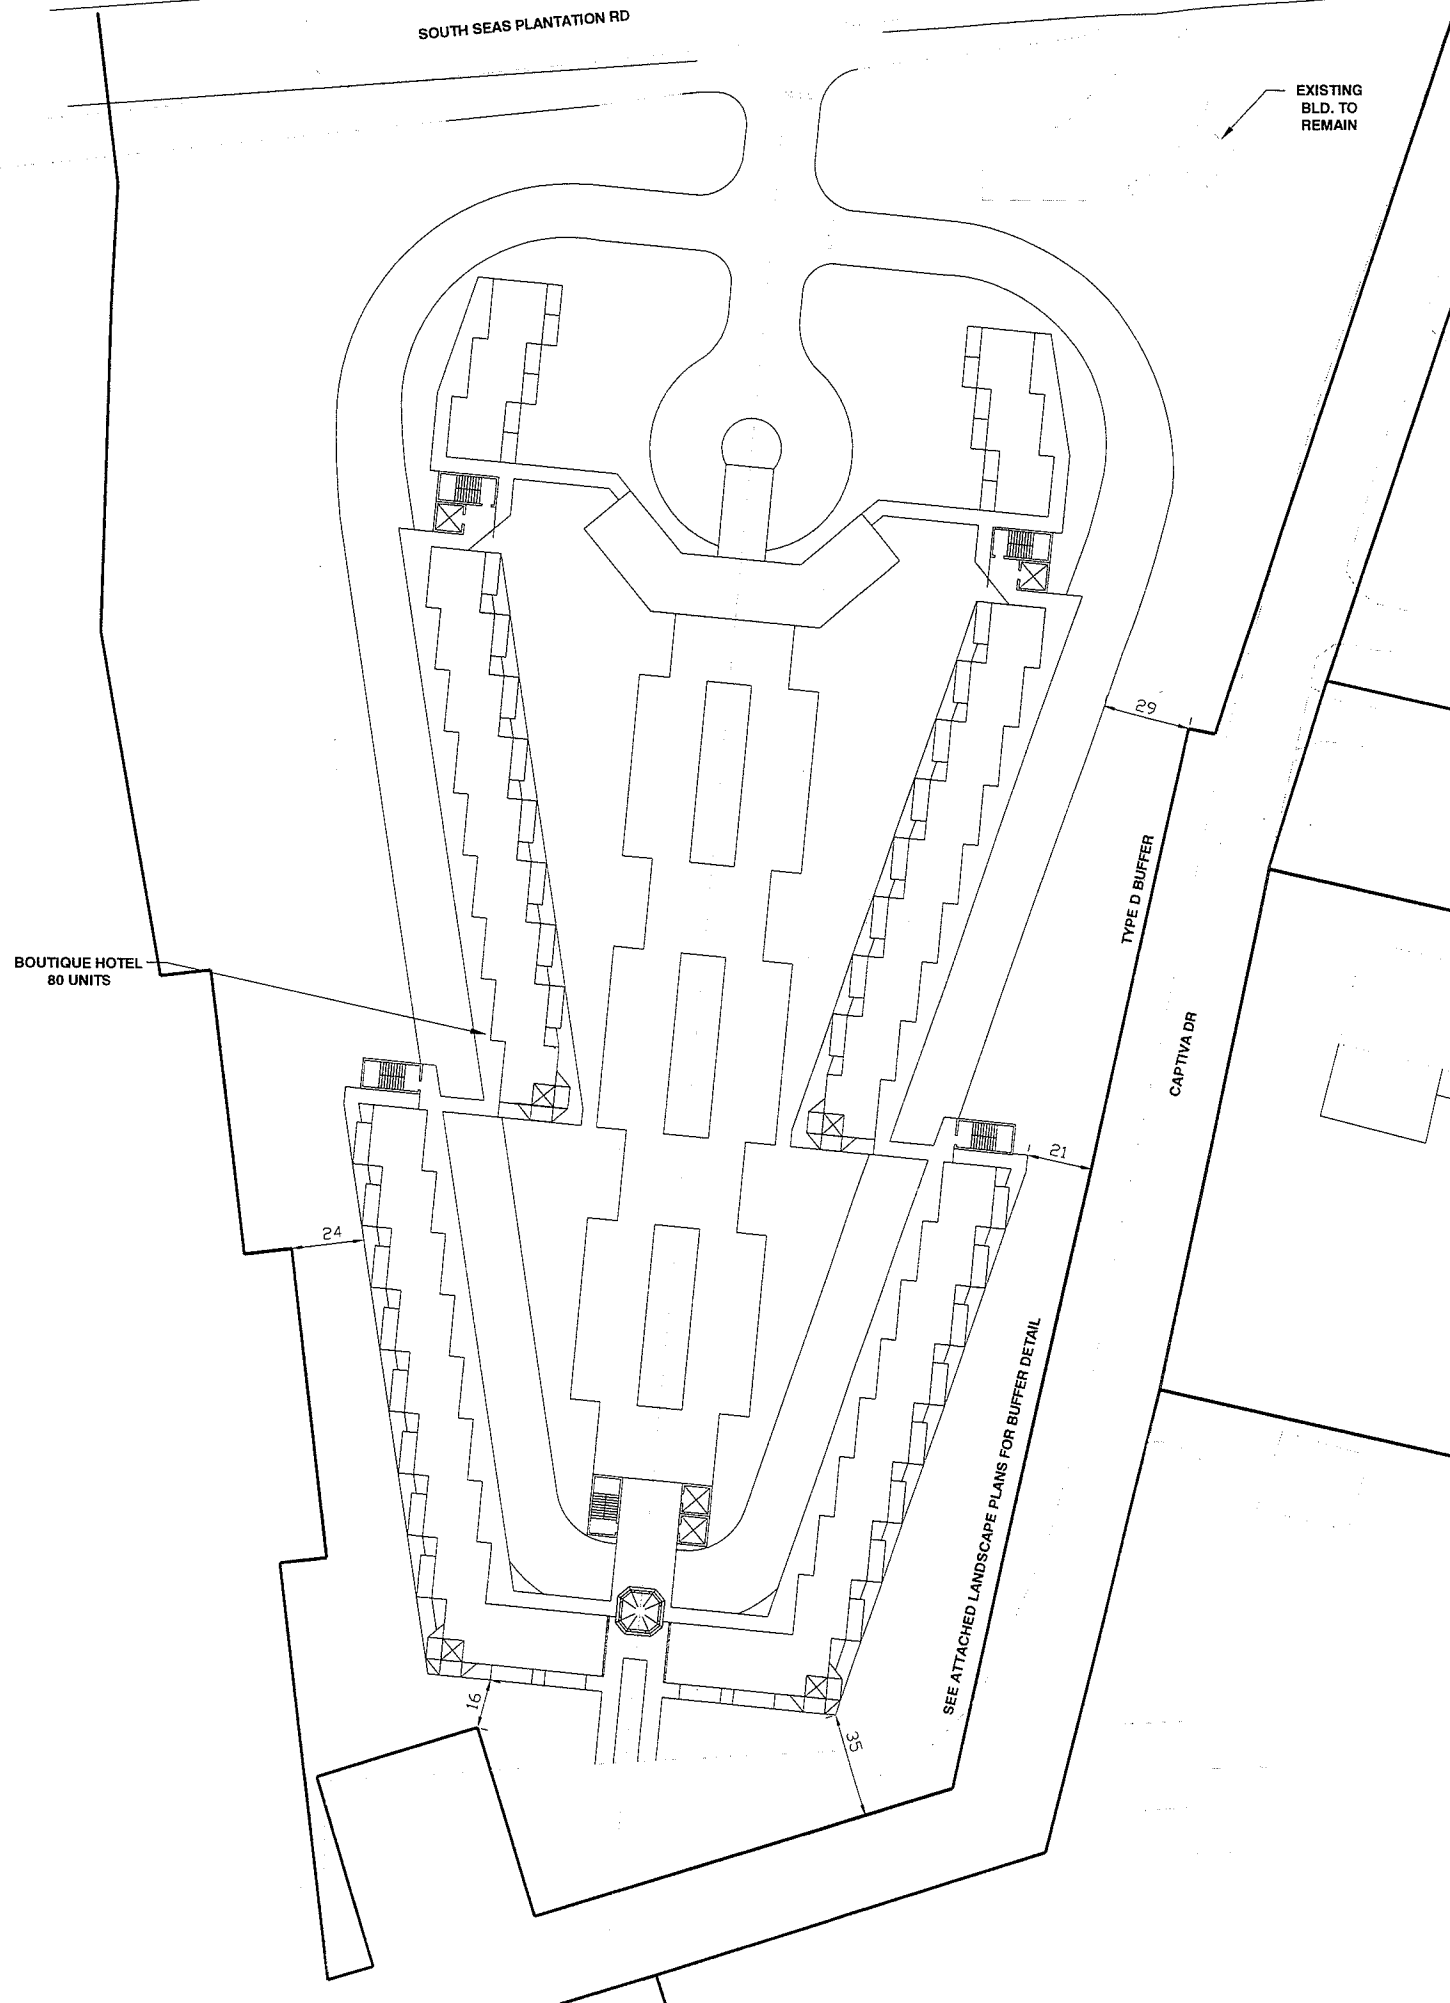 SOUTH SEAS PLANTATION RD
EXISTING
BLD. TO
REMAIN
29
TYPE D BUFFER
BOUTIQUE HOTEL
80 UNITS
CAPTIVA DR
21
24
SEE ATTACHED LANDSCAPE PLANS FOR BUFFER DETAIL
16
35